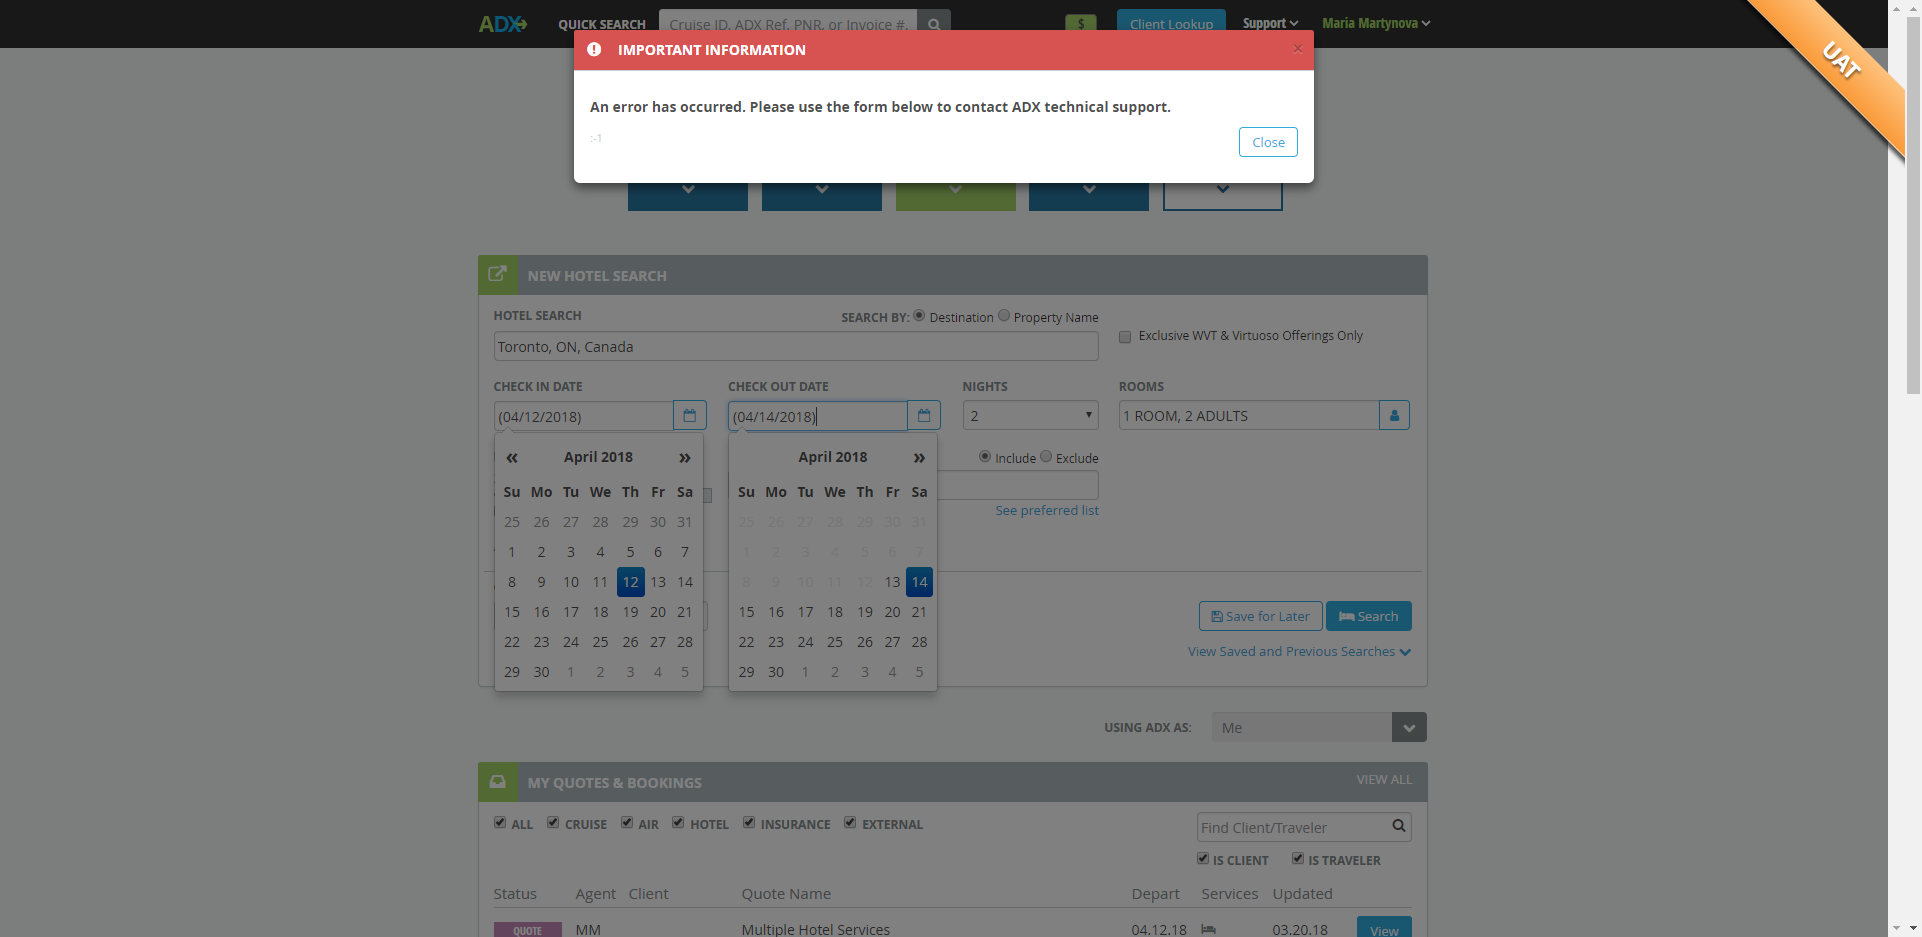 ADX QUICK SEARCH Cruise ID, ADX Ref, PNR, or Invoice #. $ Client Lookup Support Maria Martynova
UAT
IMPORTANT INFORMATION ×
An error has occurred. Please use the form below to contact ADX technical support.
:-1
Close
NEW HOTEL SEARCH
HOTEL SEARCH SEARCH BY: Destination Property Name
Toronto, ON, Canada
Exclusive WVT & Virtuoso Offerings Only
CHECK IN DATE CHECK OUT DATE NIGHTS ROOMS
(04/12/2018) (04/14/2018) 2 1 ROOM, 2 ADULTS
« April 2018 » April 2018 » Include Exclude
Su Mo Tu We Th Fr Sa Su Mo Tu We Th Fr Sa
See preferred list
25 26 27 28 29 30 31 25 26 27 28 29 30 31
1 2 3 4 5 6 7 1 2 3 4 5 6 7
8 9 10 11 12 13 14 8 9 10 11 12 13 14
15 16 17 18 19 20 21 15 16 17 18 19 20 21
Save for Later Search
22 23 24 25 26 27 28 22 23 24 25 26 27 28
View Saved and Previous Searches
29 30 1 2 3 4 5 29 30 1 2 3 4 5
USING ADX AS: Me
MY QUOTES & BOOKINGS VIEW ALL
ALL CRUISE AIR HOTEL INSURANCE EXTERNAL Find Client/Traveler
IS CLIENT IS TRAVELER
Status Agent Client Quote Name Depart Services Updated
QUOTE MM Multiple Hotel Services 04.12.18 03.20.18 View